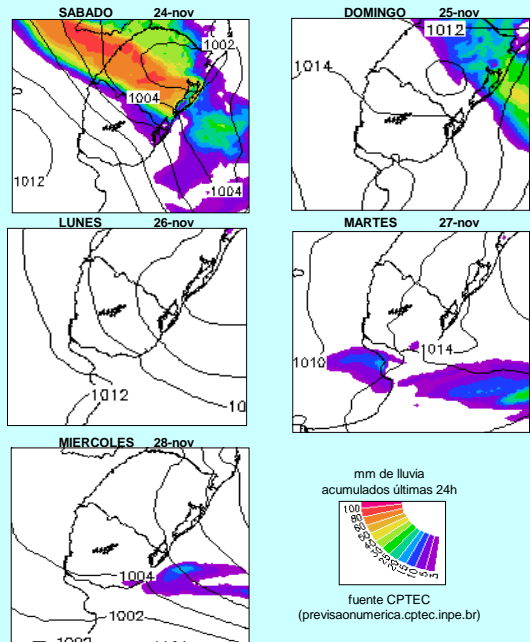 SABADO 24-nov
1002
1004
1012
1004
DOMINGO 25-nov
1012
1014
LUNES 26-nov
1012
10
MARTES 27-nov
1010
1014
MIERCOLES 28-nov
1004
1002
mm de lluvia
acumulados últimas 24h
100
80
fuente CPTEC
(previsaonumerica.cptec.inpe.br)